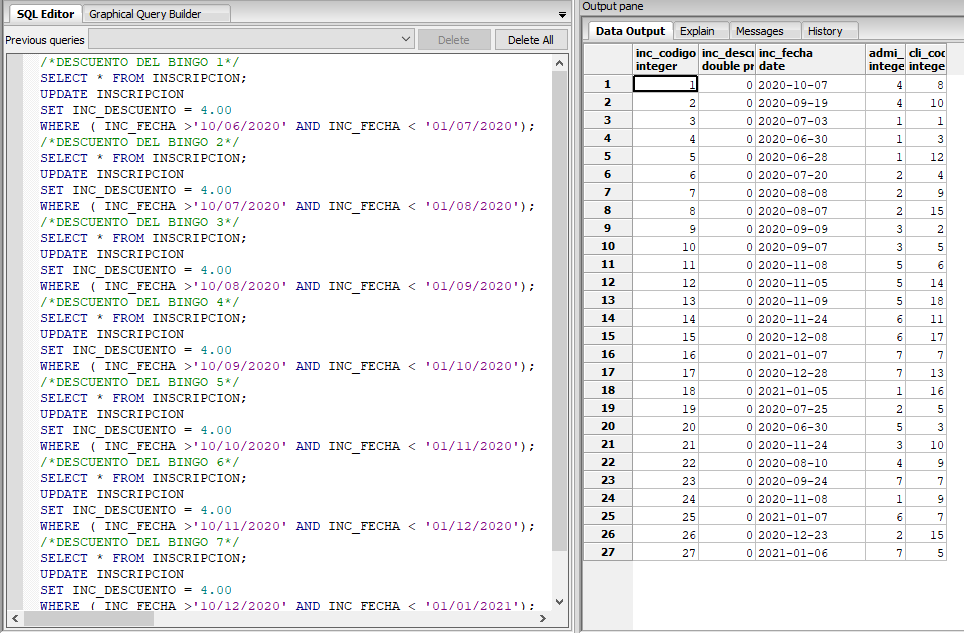 SQL Editor Graphical Query Builder
Previous queries Delete Delete All
/*DESCUENTO DEL BINGO 1*/
SELECT * FROM INSCRIPCION;
UPDATE INSCRIPCION
SET INC_DESCUENTO = 4.00
WHERE ( INC_FECHA >'10/06/2020' AND INC_FECHA < '01/07/2020');
/*DESCUENTO DEL BINGO 2*/
SELECT * FROM INSCRIPCION;
UPDATE INSCRIPCION
SET INC_DESCUENTO = 4.00
WHERE ( INC_FECHA >'10/07/2020' AND INC_FECHA < '01/08/2020');
/*DESCUENTO DEL BINGO 3*/
SELECT * FROM INSCRIPCION;
UPDATE INSCRIPCION
SET INC_DESCUENTO = 4.00
WHERE ( INC_FECHA >'10/08/2020' AND INC_FECHA < '01/09/2020');
/*DESCUENTO DEL BINGO 4*/
SELECT * FROM INSCRIPCION;
UPDATE INSCRIPCION
SET INC_DESCUENTO = 4.00
WHERE ( INC_FECHA >'10/09/2020' AND INC_FECHA < '01/10/2020');
/*DESCUENTO DEL BINGO 5*/
SELECT * FROM INSCRIPCION;
UPDATE INSCRIPCION
SET INC_DESCUENTO = 4.00
WHERE ( INC_FECHA >'10/10/2020' AND INC_FECHA < '01/11/2020');
/*DESCUENTO DEL BINGO 6*/
SELECT * FROM INSCRIPCION;
UPDATE INSCRIPCION
SET INC_DESCUENTO = 4.00
WHERE ( INC_FECHA >'10/11/2020' AND INC_FECHA < '01/12/2020');
/*DESCUENTO DEL BINGO 7*/
SELECT * FROM INSCRIPCION;
UPDATE INSCRIPCION
SET INC_DESCUENTO = 4.00
WHERE ( INC_FECHA >'10/12/2020' AND INC_FECHA < '01/01/2021');
Output pane
Data Output Explain Messages History
inc_codigo inc_descu inc_fecha admi_ cli_cod
integer double pr date intege intege
1 1 0 2020-10-07 4 8
2 2 0 2020-09-19 4 10
3 3 0 2020-07-03 1 1
4 4 0 2020-06-30 1 3
5 5 0 2020-06-28 1 12
6 6 0 2020-07-20 2 4
7 7 0 2020-08-08 2 9
8 8 0 2020-08-07 2 15
9 9 0 2020-09-09 3 2
10 10 0 2020-09-07 3 5
11 11 0 2020-11-08 5 6
12 12 0 2020-11-05 5 14
13 13 0 2020-11-09 5 18
14 14 0 2020-11-24 6 11
15 15 0 2020-12-08 6 17
16 16 0 2021-01-07 7 7
17 17 0 2020-12-28 7 13
18 18 0 2021-01-05 1 16
19 19 0 2020-07-25 2 5
20 20 0 2020-06-30 5 3
21 21 0 2020-11-24 3 10
22 22 0 2020-08-10 4 9
23 23 0 2020-09-24 7 7
24 24 0 2020-11-08 1 9
25 25 0 2021-01-07 6 7
26 26 0 2020-12-23 2 15
27 27 0 2021-01-06 7 5